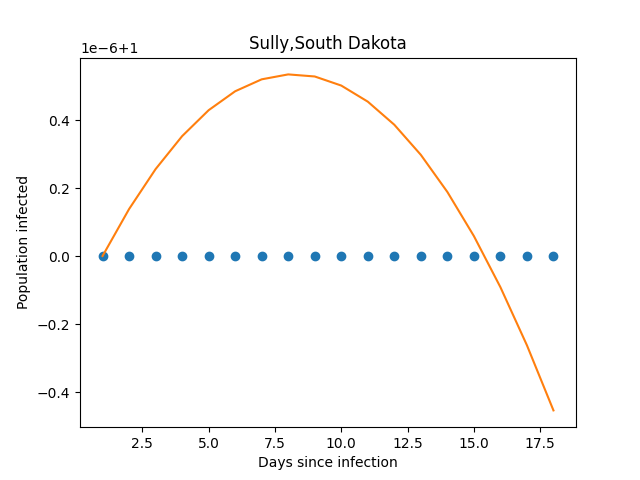 Sully,South Dakota
1e−6+1
0.4
0.2
0.0
−0.2
−0.4
Population infected
2.5 5.0 7.5 10.0 12.5 15.0 17.5
Days since infection